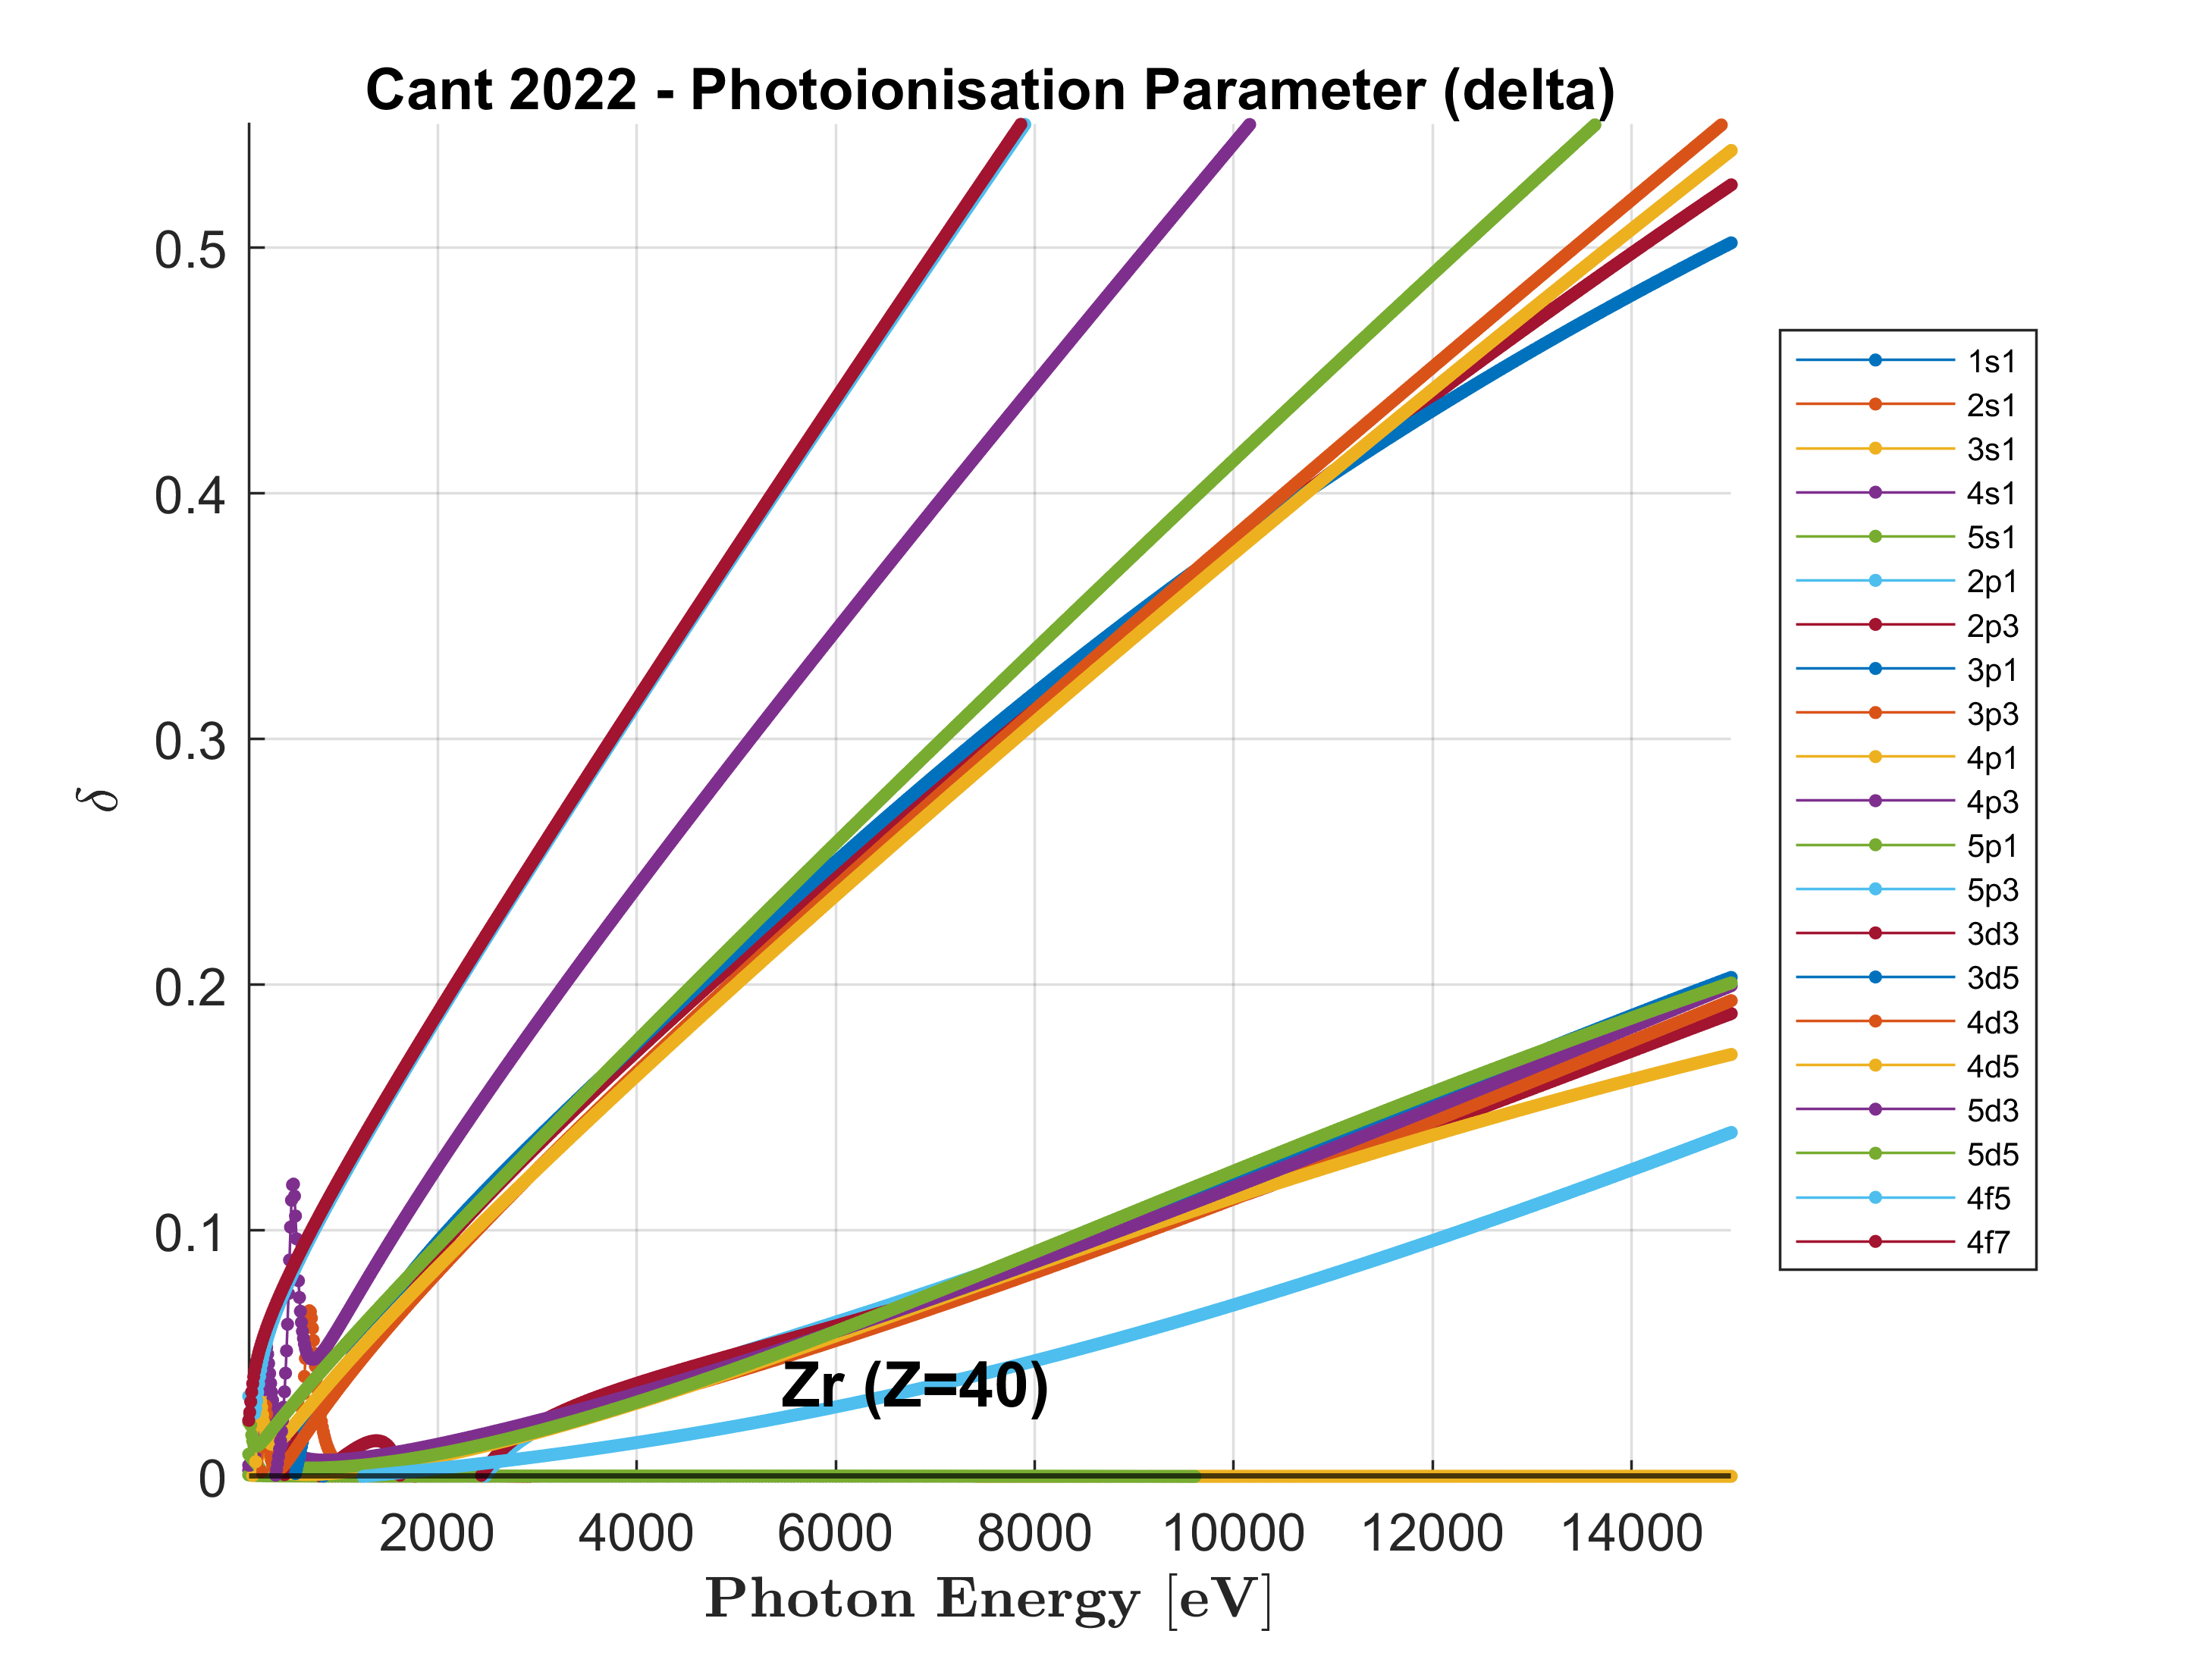 Cant 2022 - Photoionisation Parameter (delta)
0.5
0.4
0.3
0.2
0.1
0
δ
2000 4000 6000 8000 10000 12000 14000
Photon Energy [eV]
Zr (Z=40)
1s1
2s1
3s1
4s1
5s1
2p1
2p3
3p1
3p3
4p1
4p3
5p1
5p3
3d3
3d5
4d3
4d5
5d3
5d5
4f5
4f7